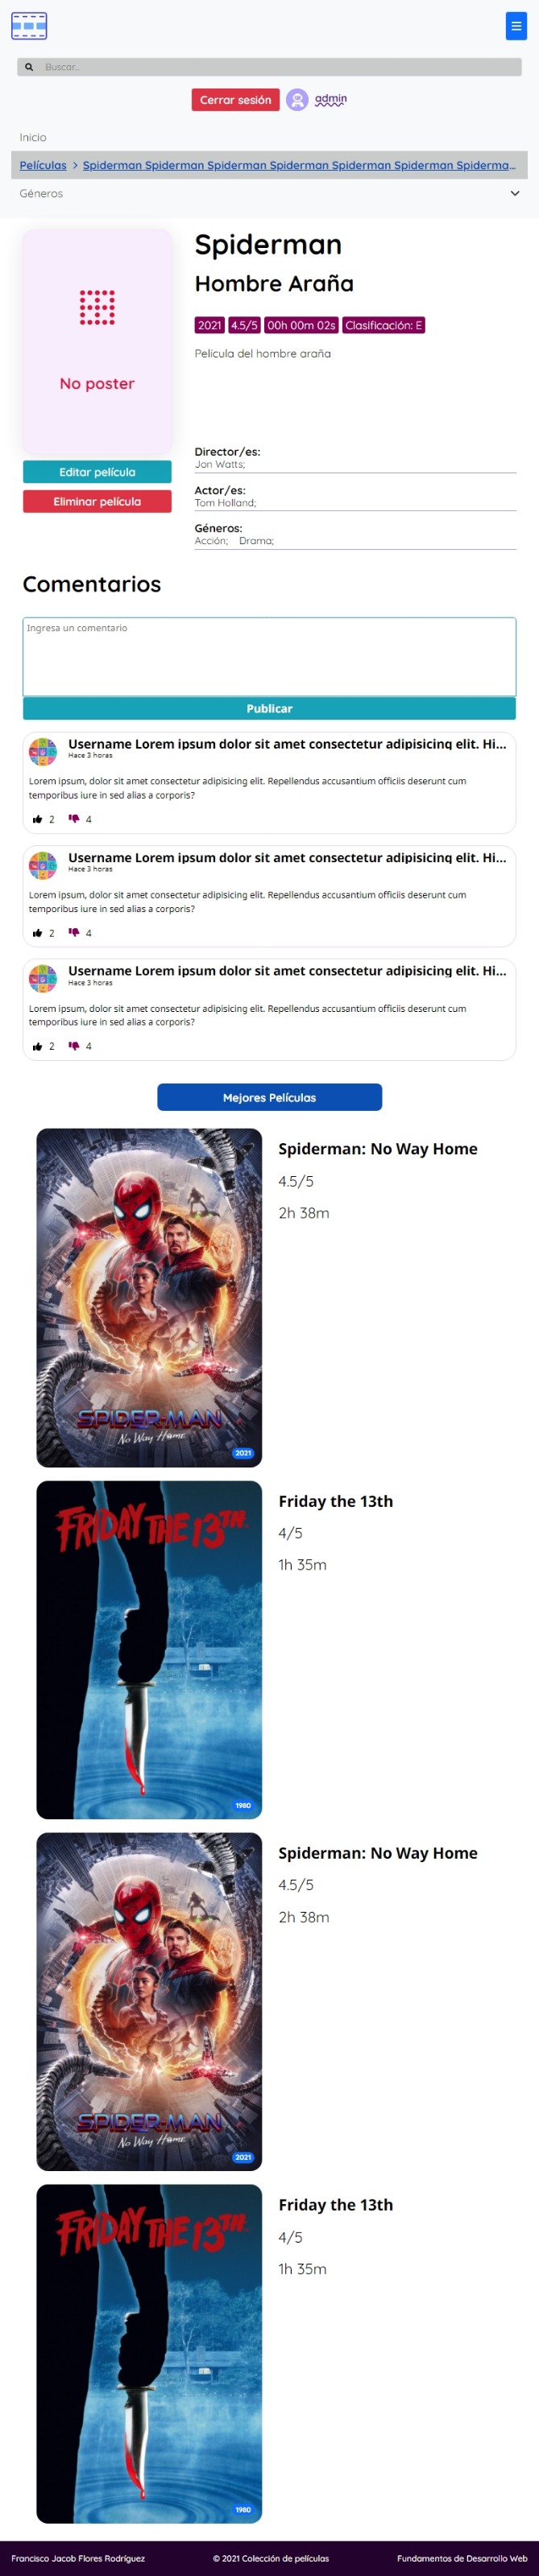 Buscar...
Cerrar sesión admin
Inicio
Películas > Spiderman Spiderman Spiderman Spiderman Spiderman Spiderman Spiderma...
Géneros
Spiderman
Hombre Araña
2021 4.5/5 00h 00m 02s Clasificación: E
Película del hombre araña
No poster
Editar película
Eliminar película
Director/es:
Jon Watts;
Actor/es:
Tom Holland;
Géneros:
Acción; Drama;
Comentarios
Ingresa un comentario
Publicar
Username Lorem ipsum dolor sit amet consectetur adipisicing elit. Hi...
Hace 3 horas
Lorem ipsum, dolor sit amet consectetur adipisicing elit. Repellendus accusantium officiis deserunt cum
temporibus iure in sed alias a corporis?
2 4
Username Lorem ipsum dolor sit amet consectetur adipisicing elit. Hi...
Hace 3 horas
Lorem ipsum, dolor sit amet consectetur adipisicing elit. Repellendus accusantium officiis deserunt cum
temporibus iure in sed alias a corporis?
2 4
Username Lorem ipsum dolor sit amet consectetur adipisicing elit. Hi...
Hace 3 horas
Lorem ipsum, dolor sit amet consectetur adipisicing elit. Repellendus accusantium officiis deserunt cum
temporibus iure in sed alias a corporis?
2 4
Mejores Películas
SPIDER-MAN
No Way Home
2021
Spiderman: No Way Home
4.5/5
2h 38m
FRIDAY THE 13TH
1980
Friday the 13th
4/5
1h 35m
SPIDER-MAN
No Way Home
2021
Spiderman: No Way Home
4.5/5
2h 38m
FRIDAY THE 13TH
1980
Friday the 13th
4/5
1h 35m
Francisco Jacob Flores Rodríguez © 2021 Colección de películas Fundamentos de Desarrollo Web